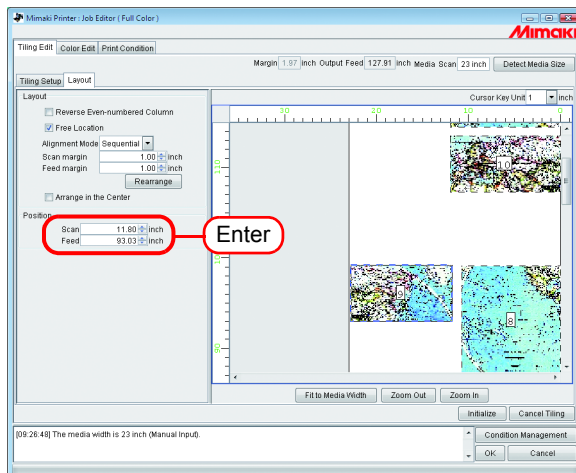 Mimaki Printer : Job Editor ( Full Color )
Mimaki
Tiling Edit Color Edit Print Condition
Margin 1.97 inch Output Feed 127.91 inch Media Scan 23 inch Detect Media Size
Tiling Setup Layout
Layout
Cursor Key Unit 1 inch
Reverse Even-numbered Column
30 20 10 0
Free Location
Alignment Mode Sequential
Scan margin 1.00 inch
Feed margin 1.00 inch
110
10
Rearrange
Arrange in the Center
Position
Scan 11.80 inch
Feed 93.03 inch
Enter
9
8
90
Fit to Media Width Zoom Out Zoom In
Initialize Cancel Tiling
[09:26:48] The media width is 23 inch (Manual Input).
Condition Management
OK Cancel